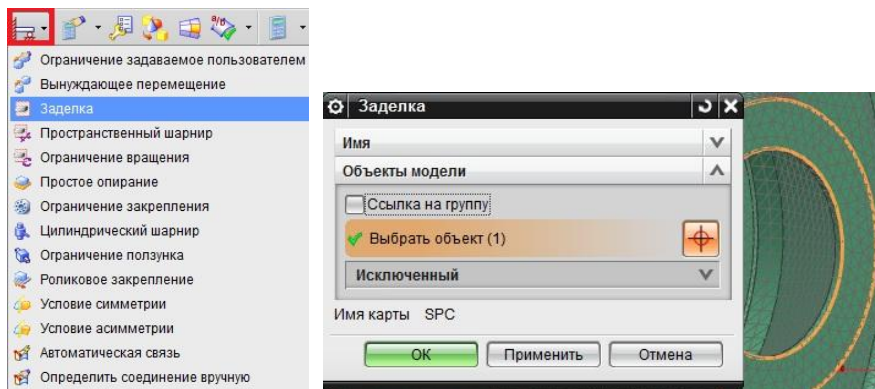 Ограничение задаваемое пользователем
Вынуждающее перемещение
Заделка
Пространственный шарнир
Ограничение вращения
Простое опирание
Ограничение закрепления
Цилиндрический шарнир
Ограничение ползунка
Роликовое закрепление
Условие симметрии
Условие асимметрии
Автоматическая связь
Определить соединение вручную
Заделка
Имя
Объекты модели
Ссылка на группу
Выбрать объект (1)
Исключенный
Имя карты SPC
ОК Применить Отмена